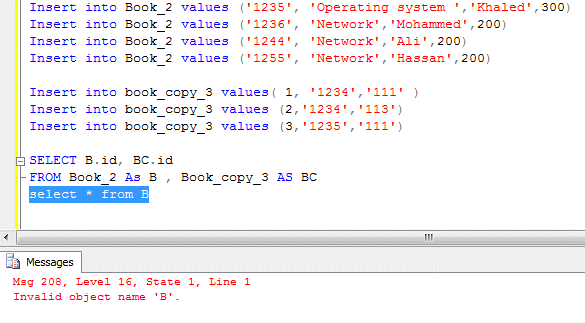 Insert into Book_2 values ('1235', 'Operating system ','Khaled',300)
Insert into Book_2 values ('1236', 'Network','Mohammed',200)
Insert into Book_2 values ('1244', 'Network','Ali',200)
Insert into Book_2 values ('1255', 'Network','Hassan',200)
Insert into book_copy_3 values( 1, '1234','111' )
Insert into book_copy_3 values (2,'1234','113')
Insert into book_copy_3 values (3,'1235','111')
SELECT B.id, BC.id
FROM Book_2 As B , Book_copy_3 AS BC
select * from B
Messages
Msg 208, Level 16, State 1, Line 1
Invalid object name 'B'.